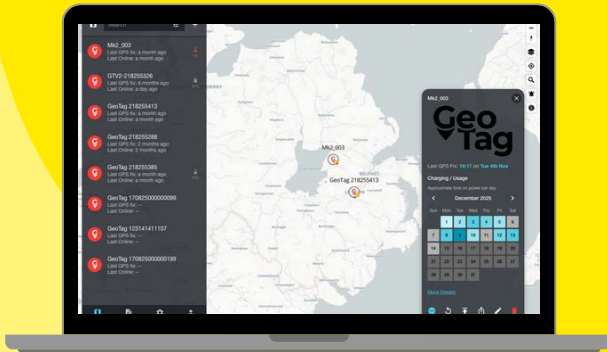 Search
Mk2_003
Last GPS fix: a month ago
Last Online: a month ago
GTV2-218255326
Last GPS fix: 6 months ago
Last Online: a day ago
GeoTag 218255413
Last GPS fix: a month ago
Last Online: a month ago
GeoTag 218255288
Last GPS fix: 2 months ago
Last Online: 2 months ago
GeoTag 218255385
Last GPS fix: a month ago
Last Online: a month ago
GeoTag 170825000000099
Last GPS fix: --
Last Online: --
GeoTag 123141411107
Last GPS fix: --
Last Online: --
GeoTag 170825000000199
Last GPS fix: --
Last Online: --
Mk2_003
BELFAST
GeoTag 218255413
Mk2_003
Geo
Tag
Last GPS Fix: 10:17 on Tue 4th Nov
Charging / Usage
Approximate time on power per day.
December 2025
Sun Mon Tue Wed Thu Fri Sat
1 2 3 4 5 6
7 8 9 10 11 12 13
14 15 16 17 18 19 20
21 22 23 24 25 26 27
28 29 30 31
More Details